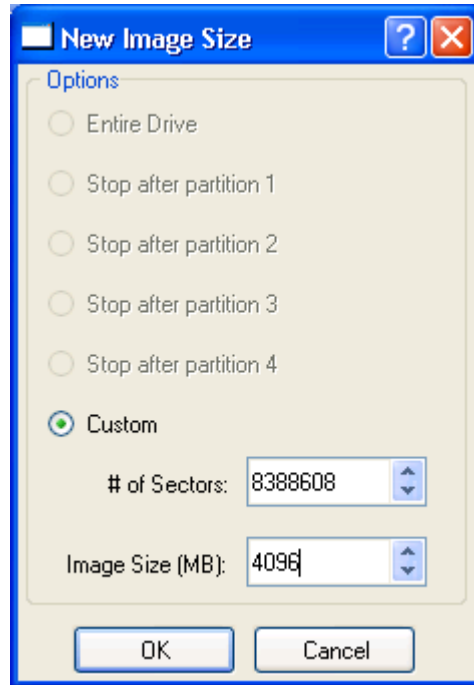 New Image Size
Options
Entire Drive
Stop after partition 1
Stop after partition 2
Stop after partition 3
Stop after partition 4
Custom
# of Sectors: 8388608
Image Size (MB): 4096
OK Cancel